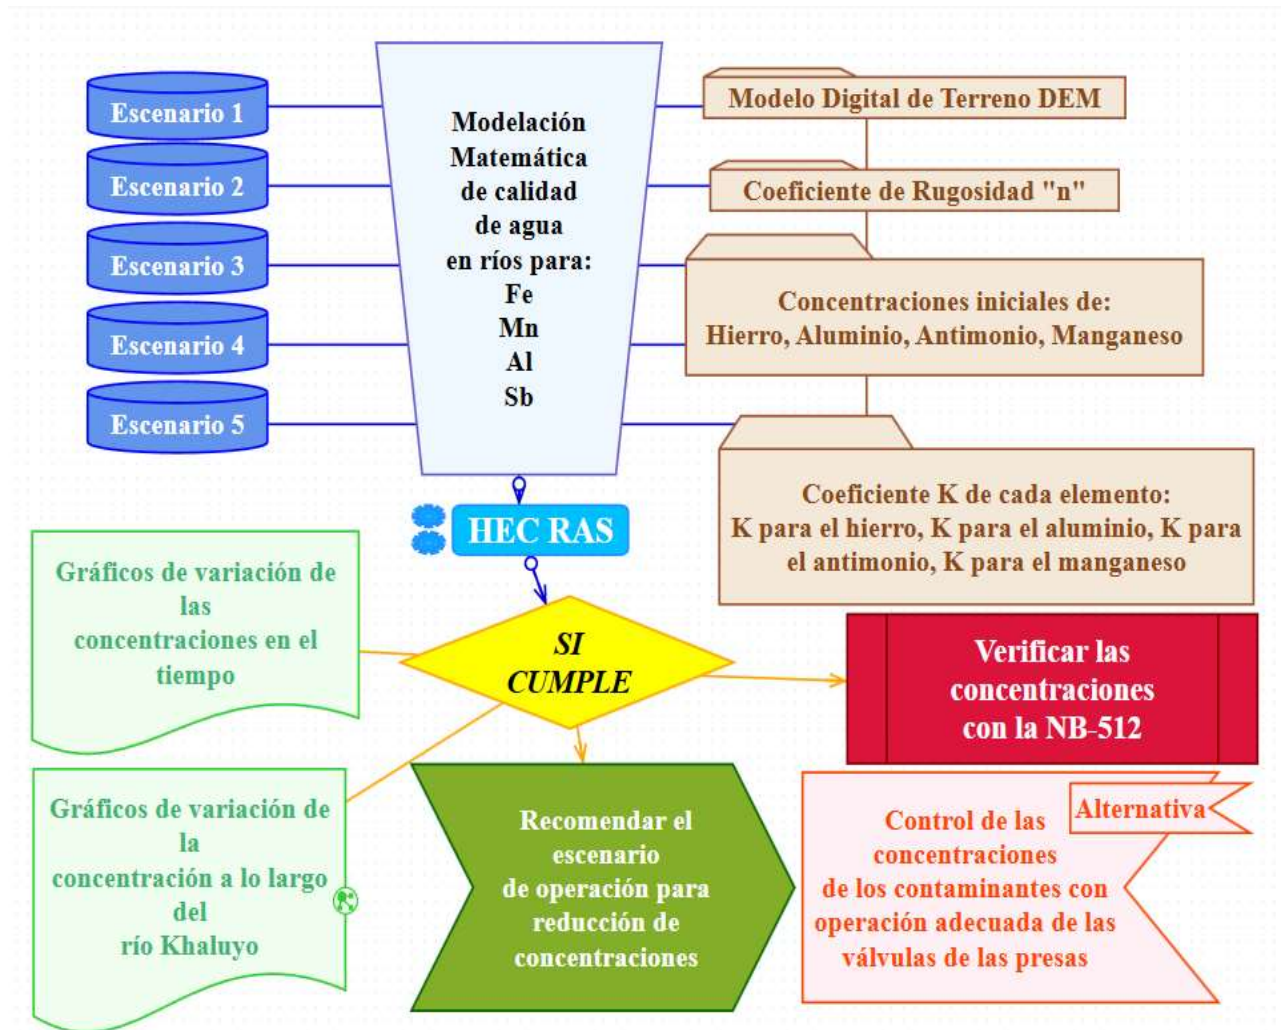 Escenario 1
Escenario 2
Escenario 3
Escenario 4
Escenario 5
Modelación
Matemática
de calidad
de agua
en ríos para:
Fe
Mn
Al
Sb
Modelo Digital de Terreno DEM
Coeficiente de Rugosidad "n"
Concentraciones iniciales de:
Hierro, Aluminio, Antimonio, Manganeso
Coeficiente K de cada elemento:
K para el hierro, K para el aluminio, K para
el antimonio, K para el manganeso
HEC RAS
SI
CUMPLE
Gráficos de variación de
las
concentraciones en el
tiempo
Gráficos de variación de
la
concentración a lo largo
del
río Khaluyo
Recomendar el
escenario
de operación para
reducción de
concentraciones
Verificar las
concentraciones
con la NB-512
Alternativa
Control de las
concentraciones
de los contaminantes con
operación adecuada de las
válvulas de las presas